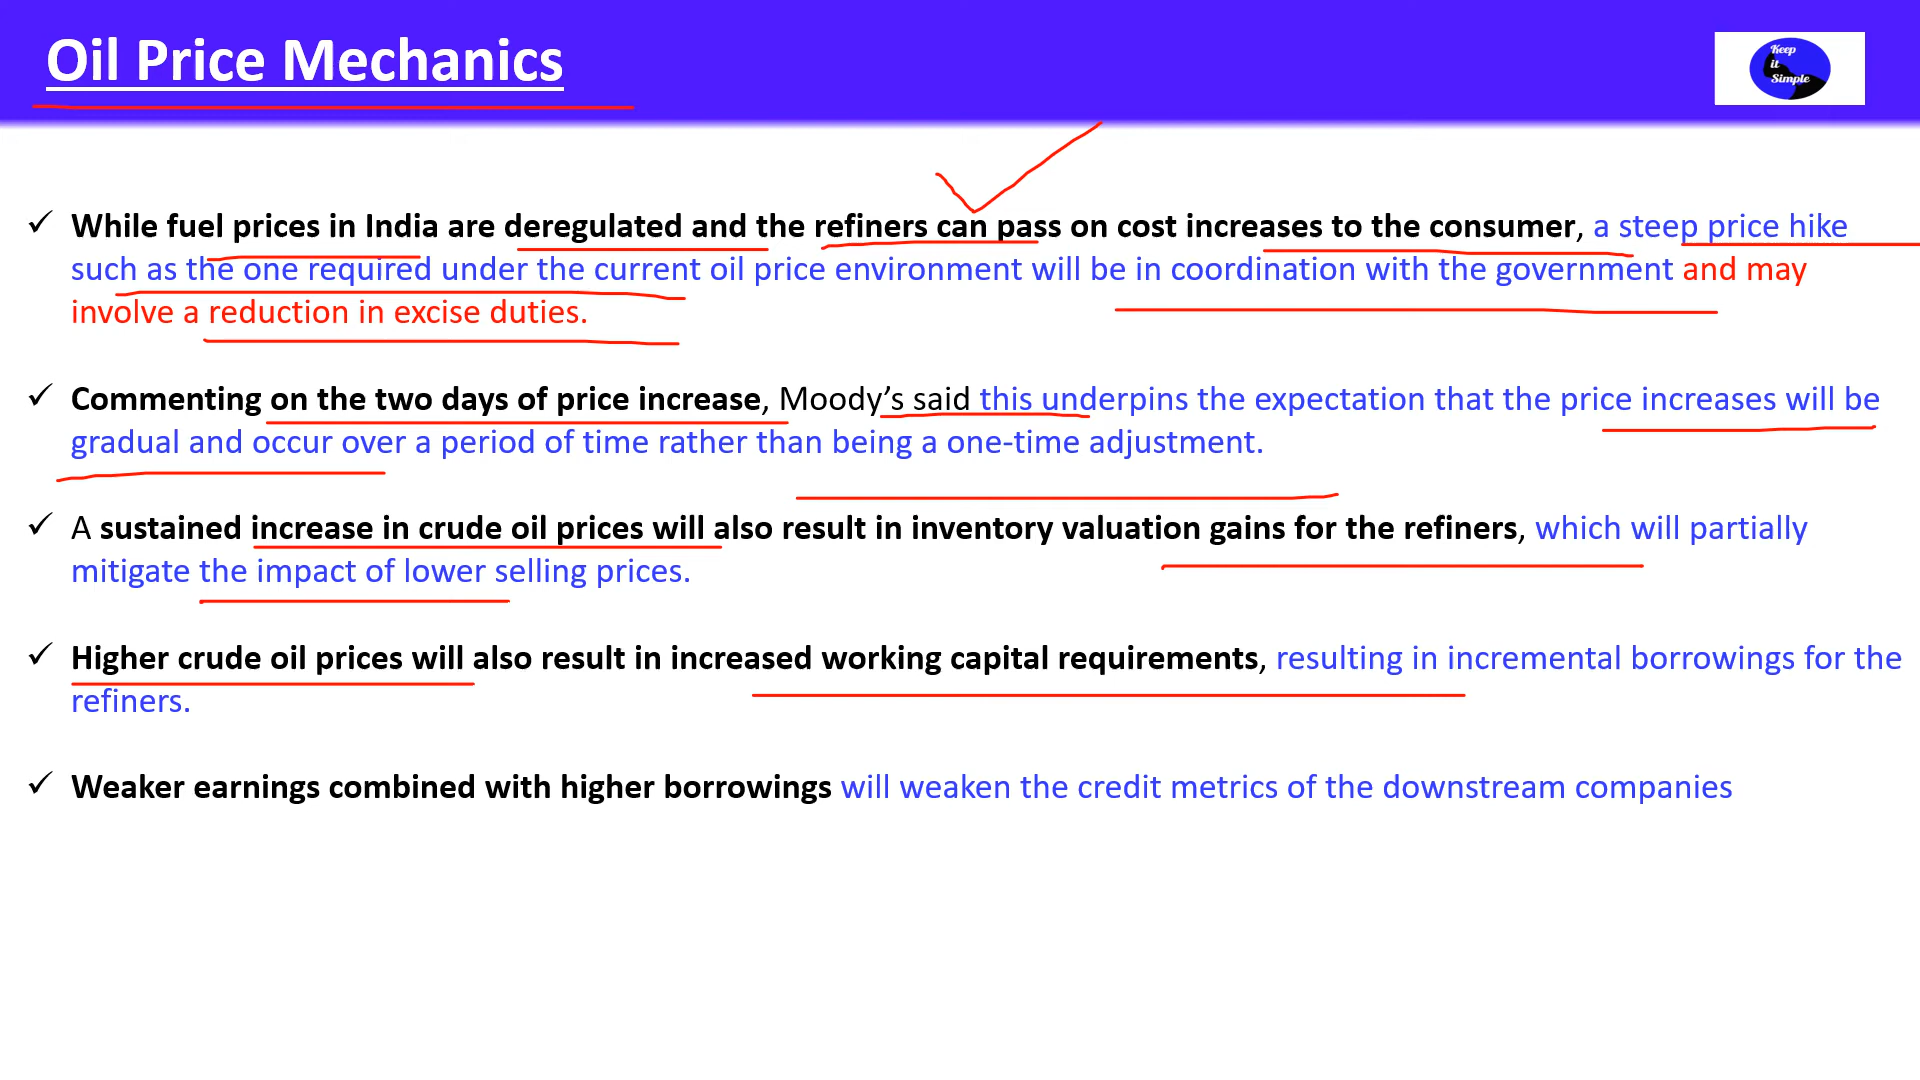 Oil Price Mechanics
Keep
it
Simple
✓ While fuel prices in India are deregulated and the refiners can pass on cost increases to the consumer, a steep price hike
such as the one required under the current oil price environment will be in coordination with the government and may
involve a reduction in excise duties.
✓ Commenting on the two days of price increase, Moody’s said this underpins the expectation that the price increases will be
gradual and occur over a period of time rather than being a one-time adjustment.
✓ A sustained increase in crude oil prices will also result in inventory valuation gains for the refiners, which will partially
mitigate the impact of lower selling prices.
✓ Higher crude oil prices will also result in increased working capital requirements, resulting in incremental borrowings for the
refiners.
✓ Weaker earnings combined with higher borrowings will weaken the credit metrics of the downstream companies